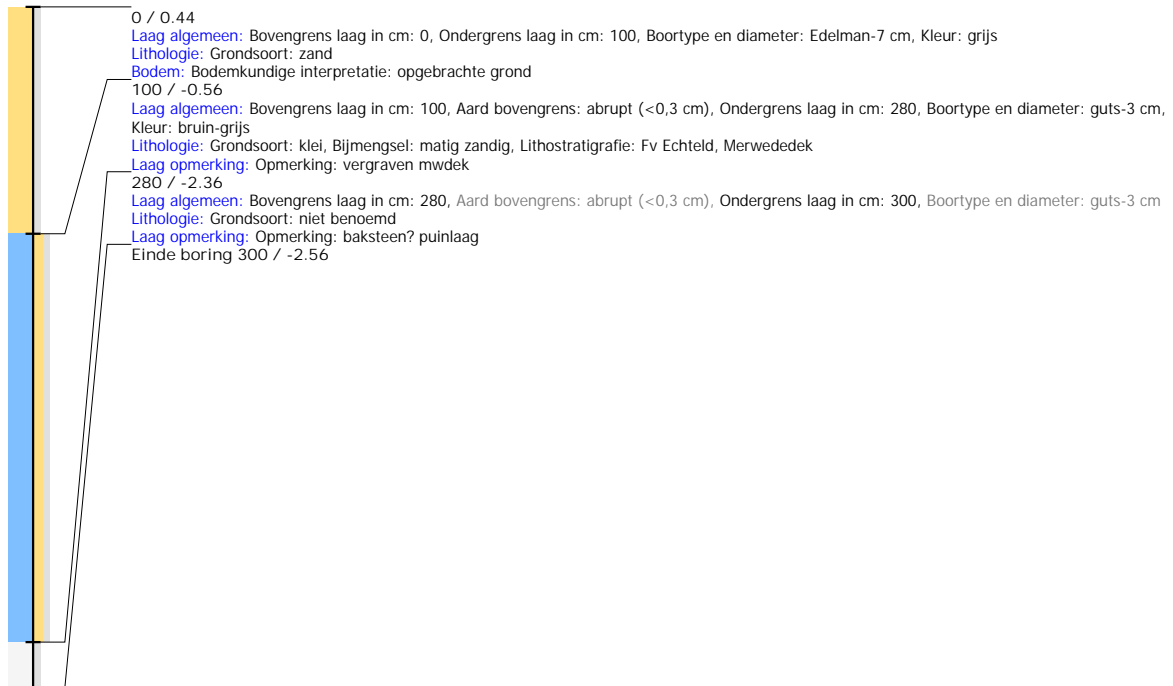 0 / 0.44
Laag algemeen: Bovengrens laag in cm: 0, Ondergrens laag in cm: 100, Boortype en diameter: Edelman-7 cm, Kleur: grijs
Lithologie: Grondsoort: zand
Bodem: Bodemkundige interpretatie: opgebrachte grond
100 / -0.56
Laag algemeen: Bovengrens laag in cm: 100, Aard bovengrens: abrupt (<0,3 cm), Ondergrens laag in cm: 280, Boortype en diameter: guts-3 cm,
Kleur: bruin-grijs
Lithologie: Grondsoort: klei, Bijmengsel: matig zandig, Lithostratigrafie: Fv Echteld, Merwededek
Laag opmerking: Opmerking: vergraven mwdek
280 / -2.36
Laag algemeen: Bovengrens laag in cm: 280, Aard bovengrens: abrupt (<0,3 cm), Ondergrens laag in cm: 300, Boortype en diameter: guts-3 cm
Lithologie: Grondsoort: niet benoemd
Laag opmerking: Opmerking: baksteen? puinlaag
Einde boring 300 / -2.56